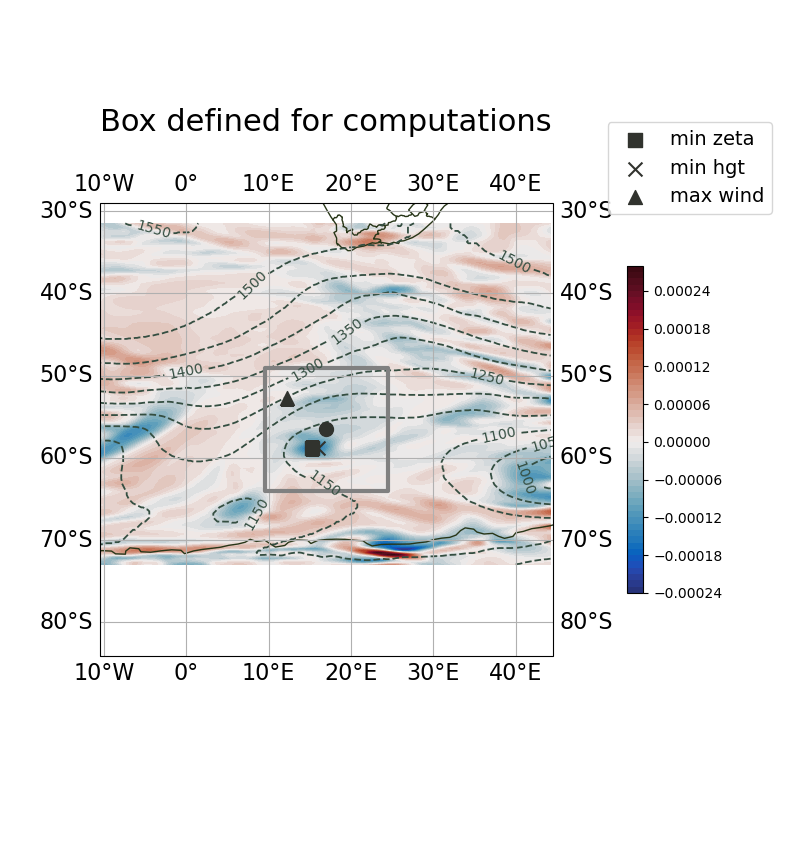 Box defined for computations
min zeta
min hgt
max wind
10°W 0° 10°E 20°E 30°E 40°E
30°S 30°S
1550
1500
1500
40°S 40°S
1350
1400
1300
50°S 50°S
1250
1100
1050
60°S 60°S
1150
1000
1150
70°S 70°S
80°S 80°S
10°W 0° 10°E 20°E 30°E 40°E
0.00024
0.00018
0.00012
0.00006
0.00000
−0.00006
−0.00012
−0.00018
−0.00024